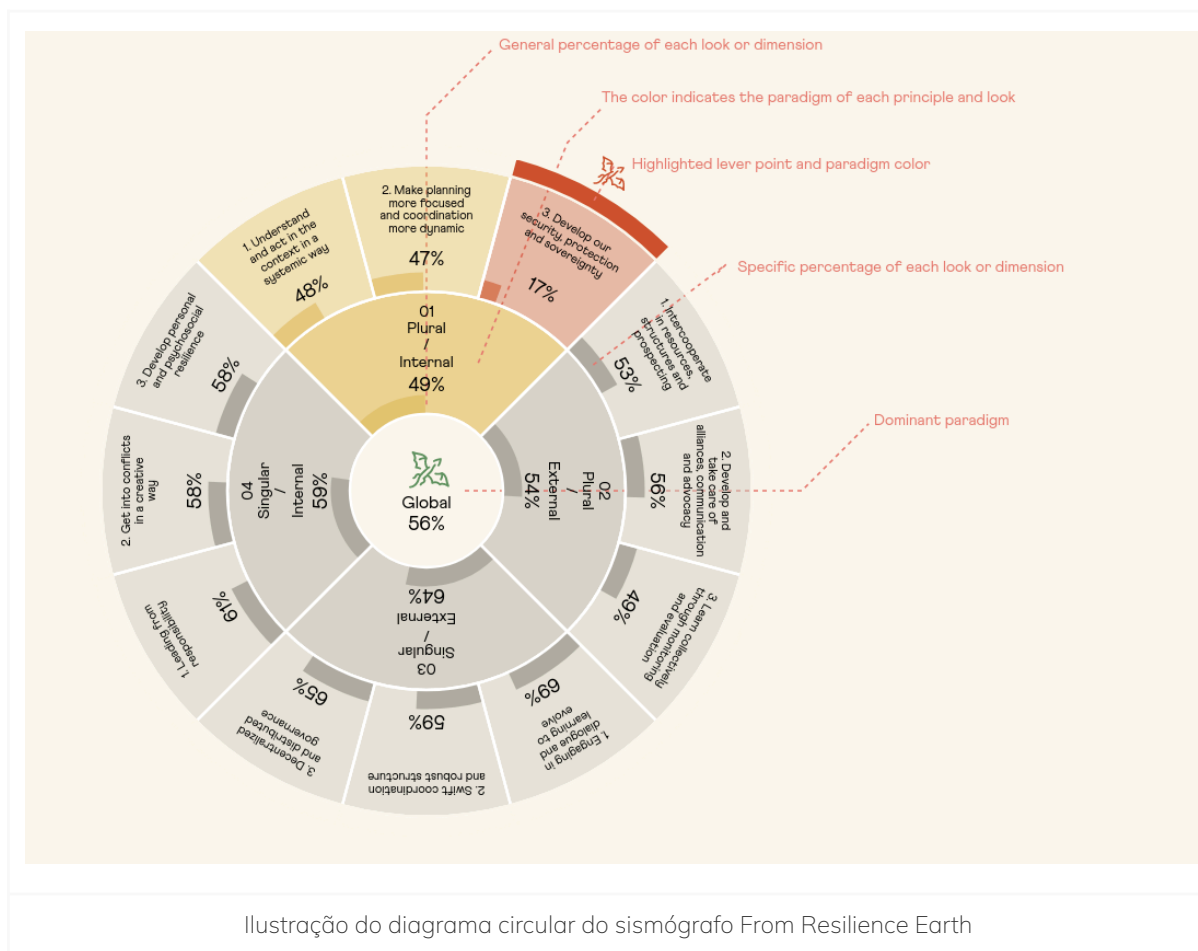 General percentage of each look or dimension
The color indicates the paradigm of each principle and look
Highlighted lever point and paradigm color
Specific percentage of each look or dimension
Dominant paradigm
1. Understand
and act in the
context in a
systemic way
48%
2. Make planning
more focused
and coordination
more dynamic
47%
3. Develop our
security, protection
and sovereignty
17%
01
Plural
/
Internal
49%
1. Intercooperate
in resources,
structures and
prospecting
53%
2. Develop and
take care of
alliances, communication
and advocacy
56%
3. Learn collectively
through monitoring
and evaluation
49%
02
Plural
/
External
54%
1. Engaging in
dialogue and
learning to
evolve
69%
2. Swift coordination
and robust structure
59%
3. Decentralized
and distributed
governance
65%
03
Singular
/
External
64%
1. Leading from
responsibility
61%
2. Get into conflicts
in a creative
way
58%
3. Develop personal
and psychosocial
resilience
58%
04
Singular
/
Internal
59%
Global
56%
Ilustração do diagrama circular do sismógrafo From Resilience Earth